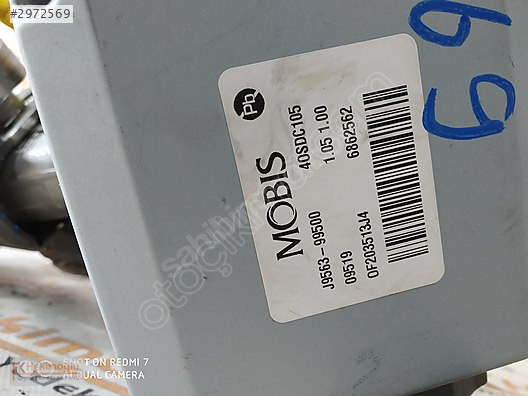 #2972569
69
Pb
MOBIS
40SDC105
J9563-99500
1.05 1.00
09519
6862562
0F203513J4
SHOT ON REDMI 7
AI DUAL CAMERA